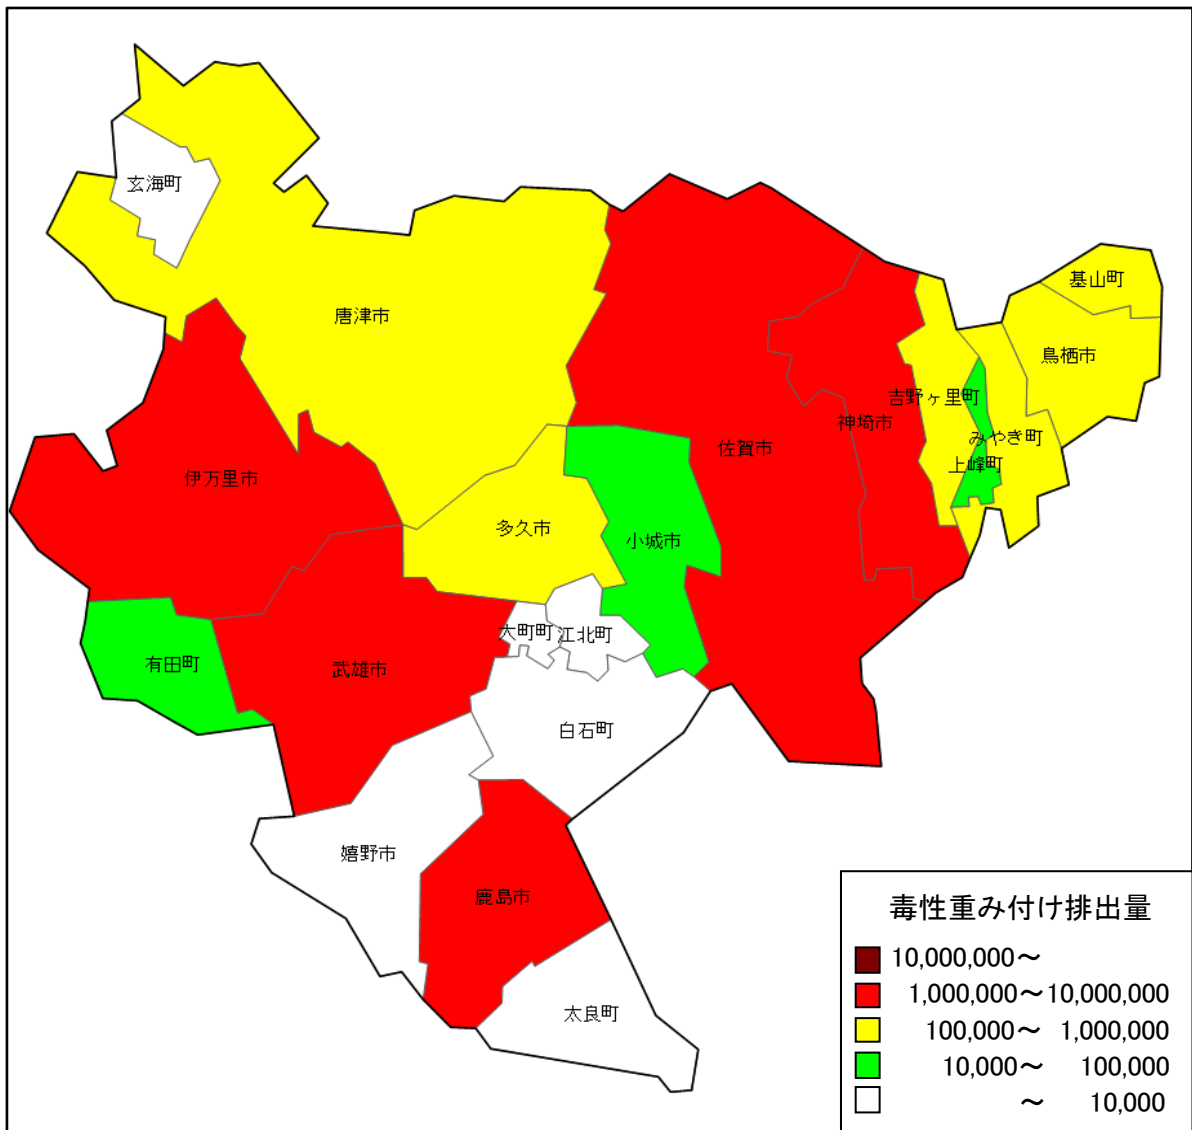 玄海町
唐津市
基山町
鳥栖市
吉野ヶ里町
神埼市
みやき町
佐賀市
上峰町
伊万里市
多久市
小城市
大町町
江北町
有田町
武雄市
白石町
嬉野市
鹿島市
太良町
毒性重み付け排出量
10,000,000～
1,000,000～10,000,000
100,000～ 1,000,000
10,000～ 100,000
～ 10,000